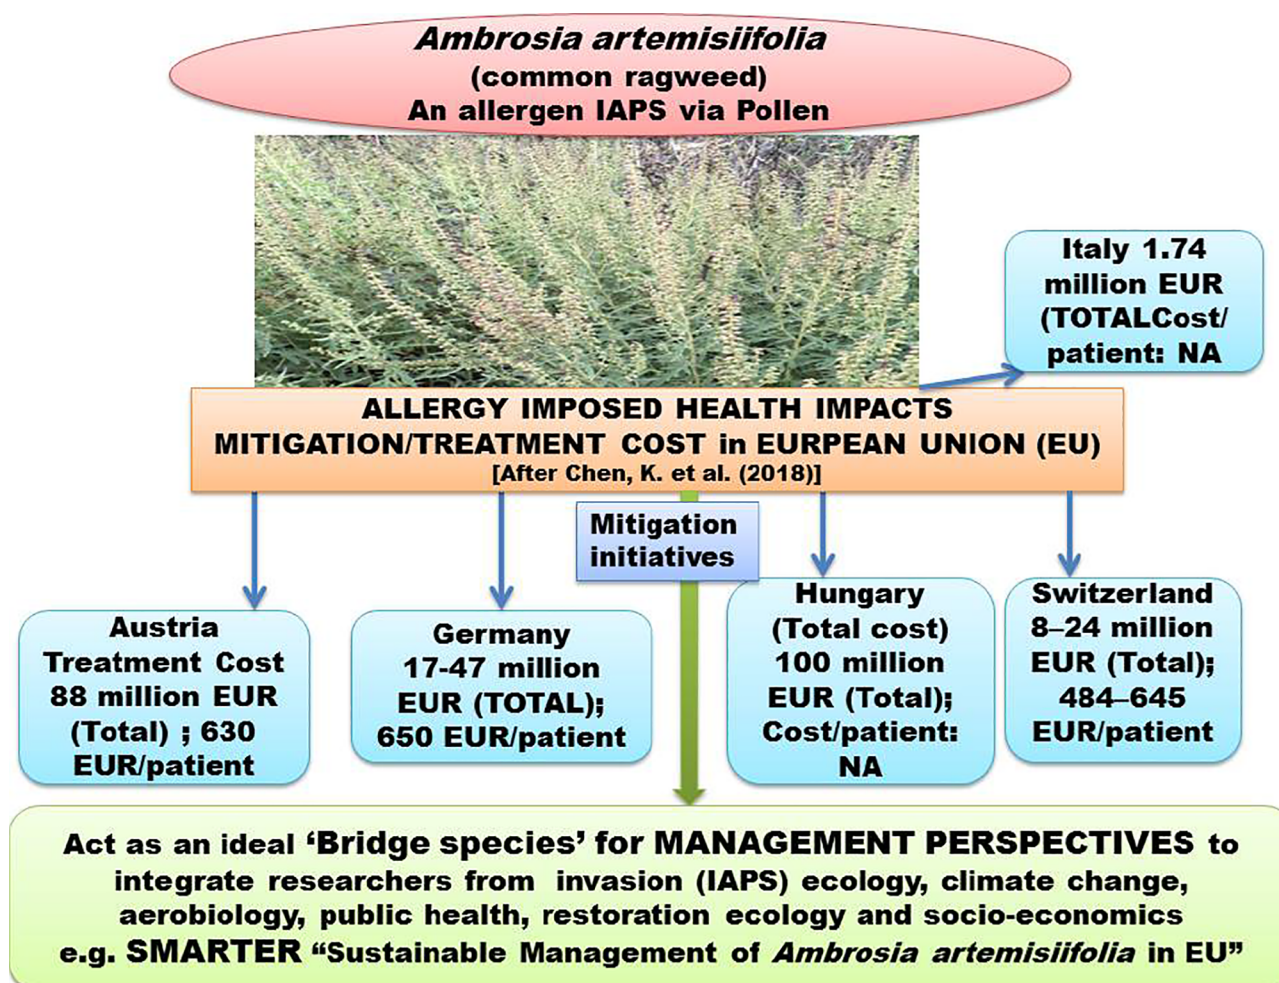 Ambrosia artemisiifolia
(common ragweed)
An allergen IAPS via Pollen
Italy 1.74
million EUR
(TOTALCost/
patient: NA
ALLERGY IMPOSED HEALTH IMPACTS
MITIGATION/TREATMENT COST in EURPEAN UNION (EU)
[After Chen, K. et al. (2018)]
Mitigation
initiatives
Austria
Treatment Cost
88 million EUR
(Total) ; 630
EUR/patient
Germany
17-47 million
EUR (TOTAL);
650 EUR/patient
Hungary
(Total cost)
100 million
EUR (Total);
Cost/patient:
NA
Switzerland
8–24 million
EUR (Total);
484–645
EUR/patient
Act as an ideal ‘Bridge species’ for MANAGEMENT PERSPECTIVES to
integrate researchers from invasion (IAPS) ecology, climate change,
aerobiology, public health, restoration ecology and socio-economics
e.g. SMARTER “Sustainable Management of Ambrosia artemisiifolia in EU”